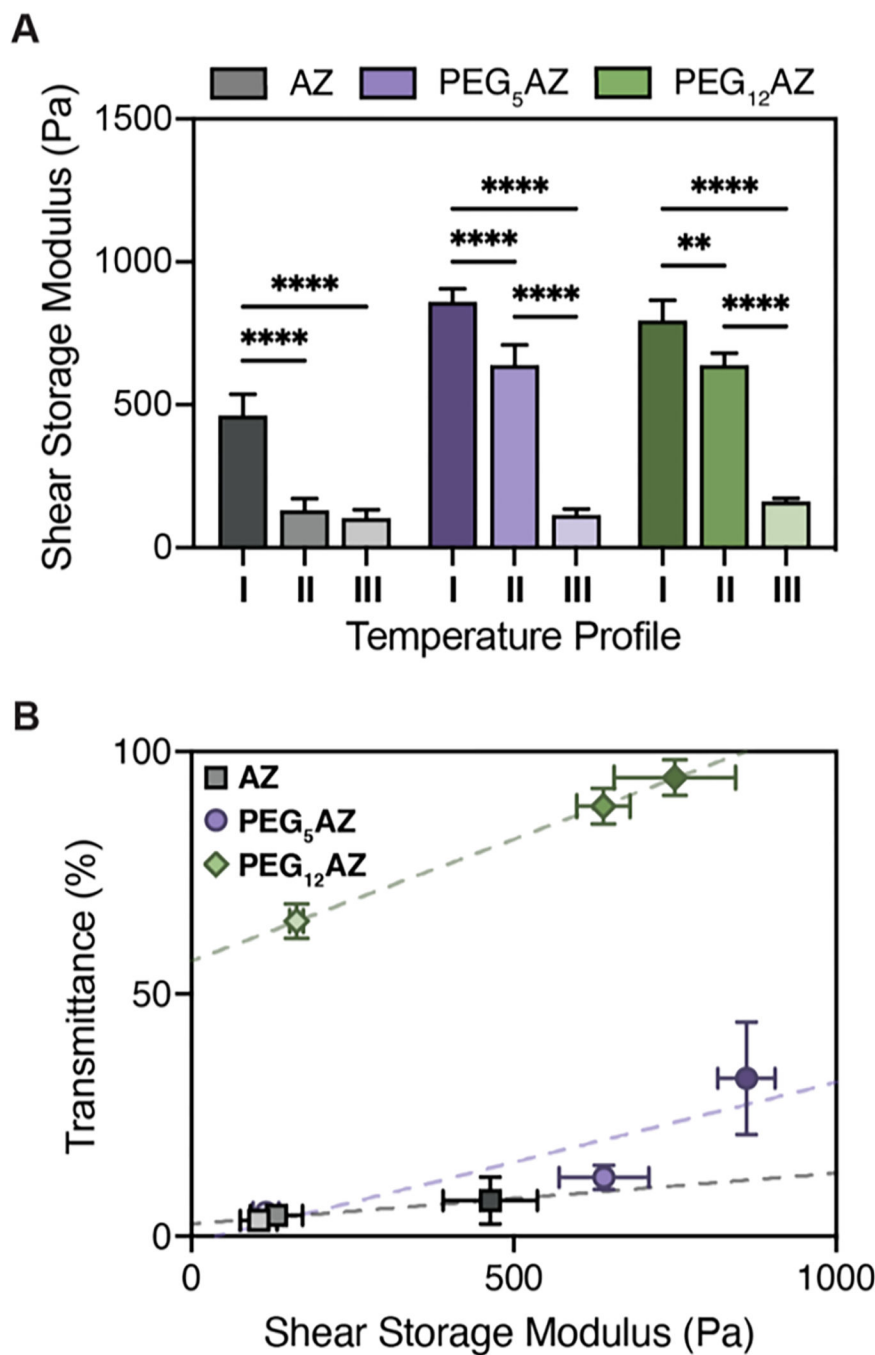 A
AZ PEG5AZ PEG12AZ
Shear Storage Modulus (Pa)
1500
1000
500
0
**** ****
**** **
**** **** ****
****
I II III I II III I II III
Temperature Profile
B
Transmittance (%)
100
50
0
AZ
PEG5AZ
PEG12AZ
0 500 1000
Shear Storage Modulus (Pa)